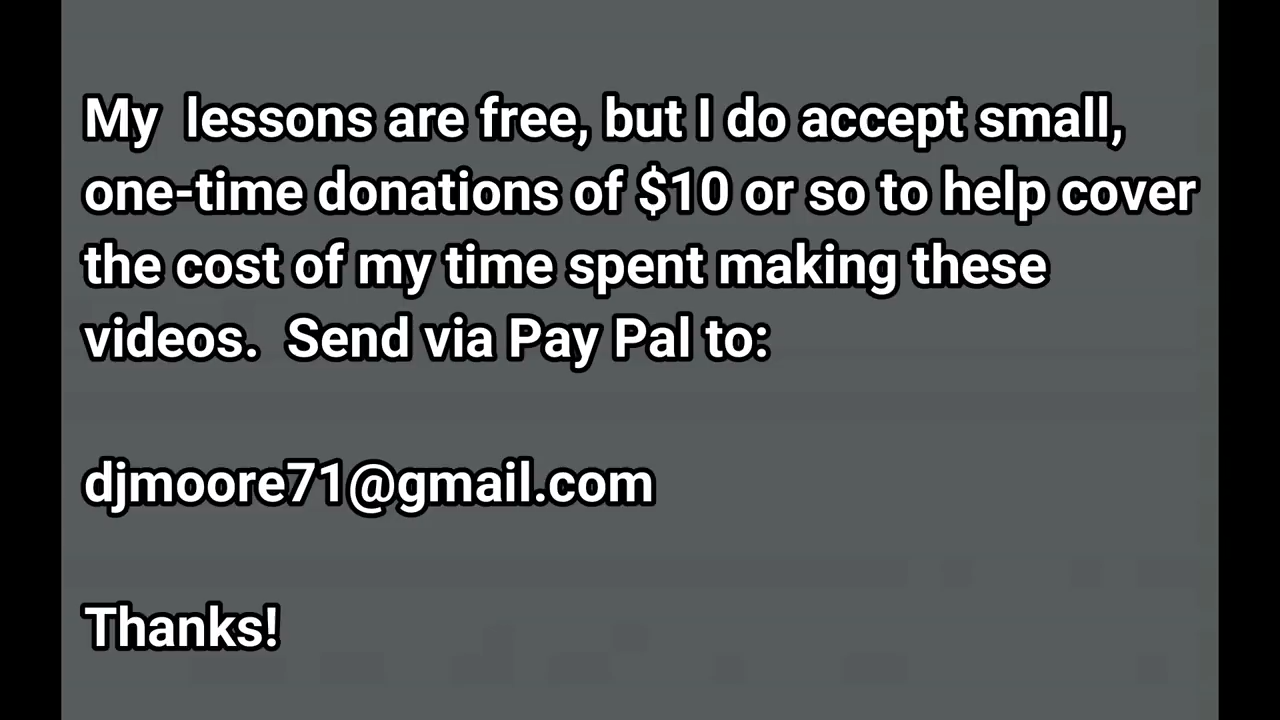 My  lessons are free, but I do accept small,
one-time donations of $10 or so to help cover
the cost of my time spent making these
videos.  Send via Pay Pal to:
djmoore71@gmail.com
Thanks!